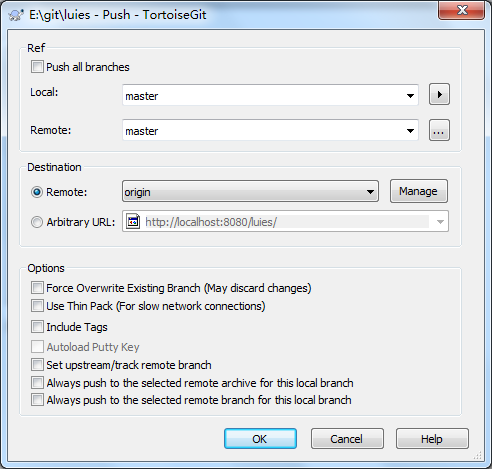 E:\git\luies - Push - TortoiseGit
Ref
Push all branches
Local: master
Remote: master ...
Destination
Remote: origin Manage
Arbitrary URL: http://localhost:8080/luies/
Options
Force Overwrite Existing Branch (May discard changes)
Use Thin Pack (For slow network connections)
Include Tags
Autoload Putty Key
Set upstream/track remote branch
Always push to the selected remote archive for this local branch
Always push to the selected remote branch for this local branch
OK Cancel Help